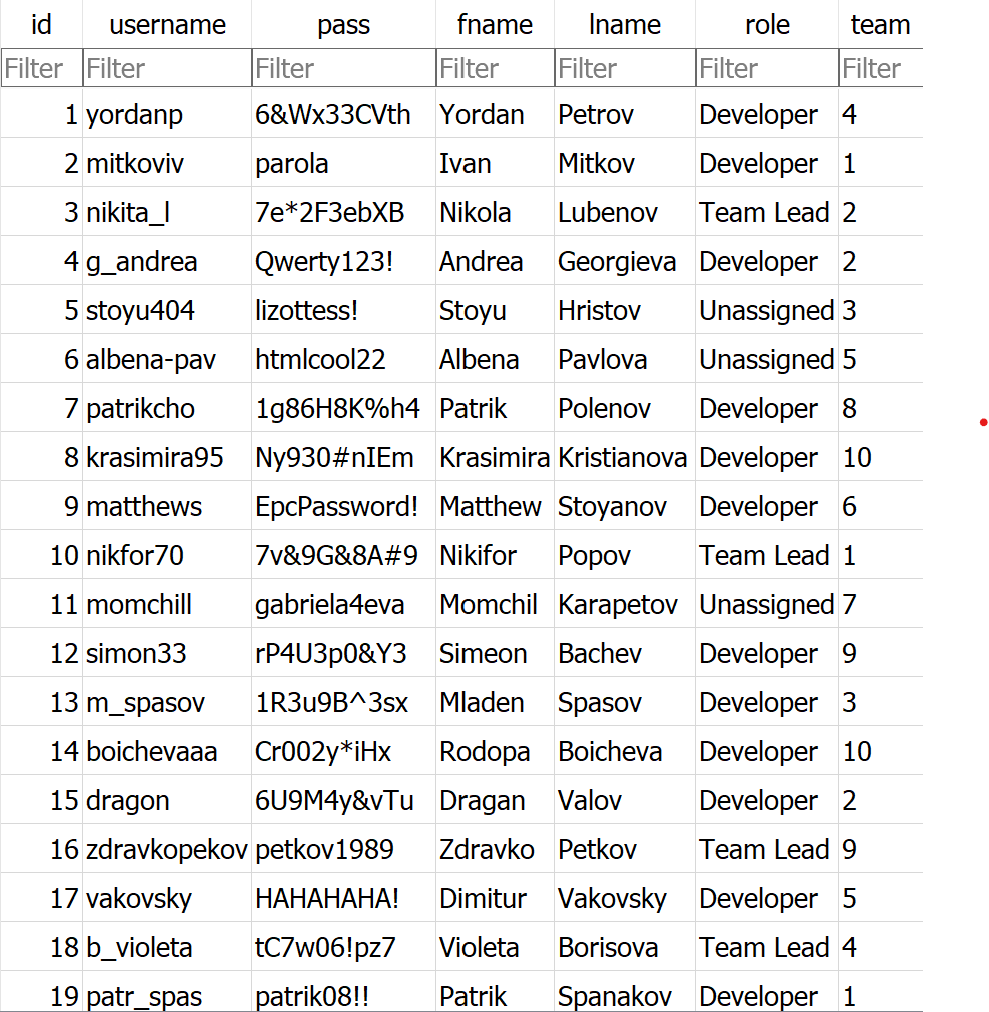 id username pass fname lname role team
Filter Filter Filter Filter Filter Filter Filter
1 yordanp 6&Wx33CVth Yordan Petrov Developer 4
2 mitkoviv parola Ivan Mitkov Developer 1
3 nikita_l 7e*2F3ebXB Nikola Lubenov Team Lead 2
4 g_andrea Qwerty123! Andrea Georgieva Developer 2
5 stoyu404 lizottess! Stoyu Hristov Unassigned 3
6 albena-pav htmlcool22 Albena Pavlova Unassigned 5
7 patrikcho 1g86H8K%h4 Patrik Polenov Developer 8
8 krasimira95 Ny930#nIEm Krasimira Kristianova Developer 10
9 matthews EpcPassword! Matthew Stoyanov Developer 6
10 nikfor70 7v&9G&8A#9 Nikifor Popov Team Lead 1
11 momchill gabriela4eva Momchil Karapetov Unassigned 7
12 simon33 rP4U3p0&Y3 Simeon Bachev Developer 9
13 m_spasov 1R3u9B^3sx Mladen Spasov Developer 3
14 boichevaaa Cr002y*iHx Rodopa Boicheva Developer 10
15 dragon 6U9M4y&vTu Dragan Valov Developer 2
16 zdravkopekov petkov1989 Zdravko Petkov Team Lead 9
17 vakovsky HAHAHAHA! Dimitur Vakovsky Developer 5
18 b_violeta tC7w06!pz7 Violeta Borisova Team Lead 4
19 patr_spas patrik08!! Patrik Spanakov Developer 1